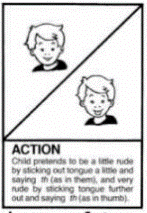 ACTION
Child pretends to be a little rude
by sticking out tongue a little and
saying th (as in them), and very
rude by sticking tongue further
out and saying th (as in thumb).